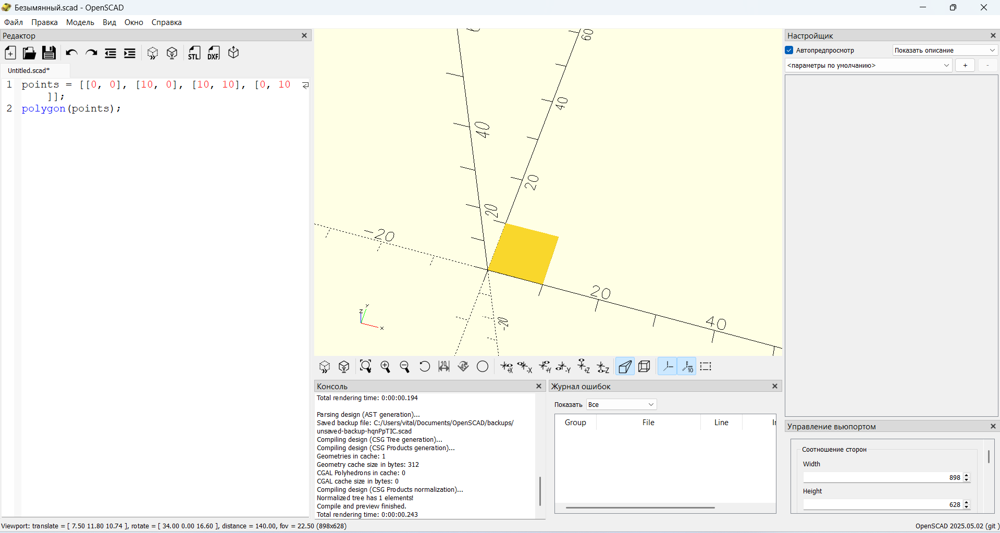 Безымянный.scad - OpenSCAD
Файл Правка Модель Вид Окно Справка
Редактор
STL DXF
Untitled.scad*
1 points = [[0, 0], [10, 0], [10, 10], [0, 10
]];
2 polygon(points);
60
40
40
20
20
-20
20
40
-20
Z Y X
10 45 +X -X +Y -Y +Z -Z 10
Консоль
Total rendering time: 0:00:00.194
Parsing design (AST generation)...
Saved backup file: C:/Users/vital/Documents/OpenSCAD/backups/
unsaved-backup-hqnPpTIC.scad
Compiling design (CSG Tree generation)...
Compiling design (CSG Products generation)...
Geometries in cache: 1
Geometry cache size in bytes: 312
CGAL Polyhedrons in cache: 0
CGAL cache size in bytes: 0
Compiling design (CSG Products normalization)...
Normalized tree has 1 elements!
Compile and preview finished.
Total rendering time: 0:00:00.243
Журнал ошибок
Показать Все
Group File Line
Настройщик
Автопредпросмотр Показать описание
<параметры по умолчанию> + -
Управление вьюпортом
Соотношение сторон
Width
898
Height
628
Viewport: translate = [ 7.50 11.80 10.74 ], rotate = [ 34.00 0.00 16.60 ], distance = 140.00, fov = 22.50 (898x628)
OpenSCAD 2025.05.02 (git )